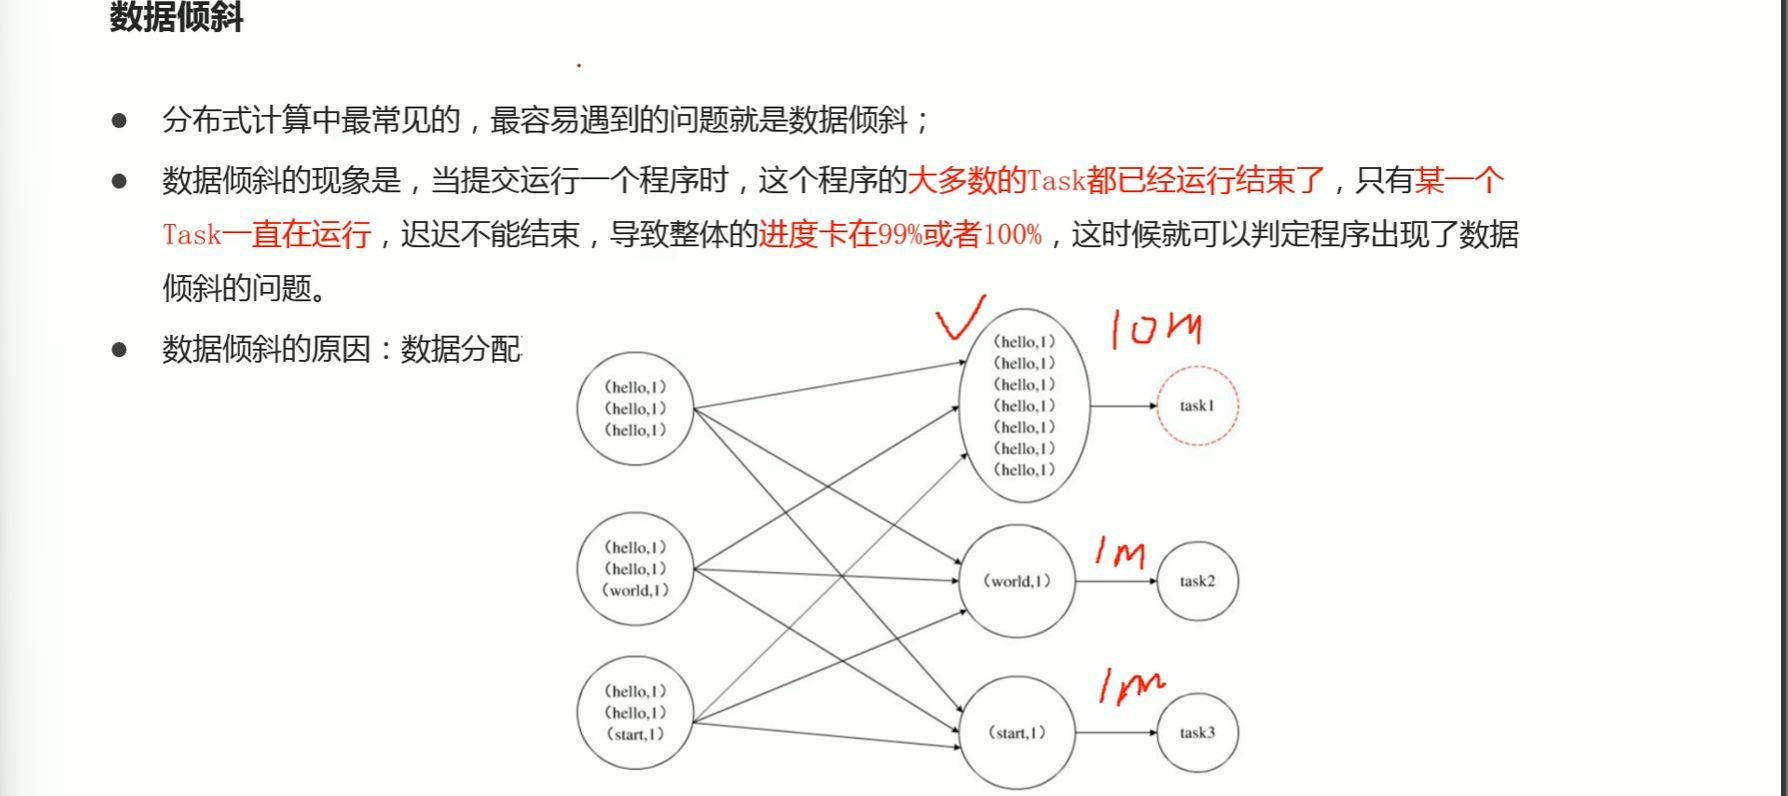 数据倾斜
● 分布式计算中最常见的，最容易遇到的问题就是数据倾斜；
● 数据倾斜的现象是，当提交运行一个程序时，这个程序的大多数的Task都已经运行结束了，只有某一个
Task一直在运行，迟迟不能结束，导致整体的进度卡在99%或者100%，这时候就可以判定程序出现了数据
倾斜的问题。
● 数据倾斜的原因：数据分配
(hello,1)
(hello,1)
(hello,1)
(hello,1)
(hello,1)
(world,1)
(hello,1)
(hello,1)
(start,1)
(hello,1)
(hello,1)
(hello,1)
(hello,1)
(hello,1)
(hello,1)
(hello,1)
10m
task1
(world,1)
1m
task2
(start,1)
1m
task3